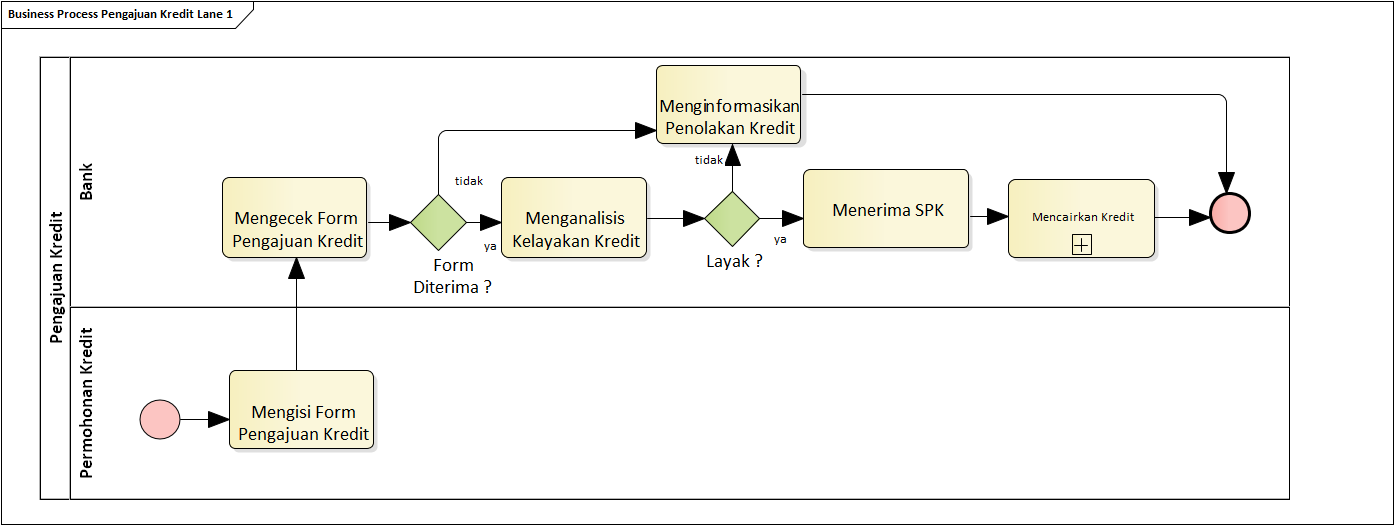 Business Process Pengajuan Kredit Lane 1
Pengajuan Kredit
Bank
Menginformasikan
Penolakan Kredit
tidak
tidak
Mengecek Form
Pengajuan Kredit
Form
Diterima ?
ya
Menganalisis
Kelayakan Kredit
Layak ?
ya
Menerima SPK
Mencairkan Kredit
Permohonan Kredit
Mengisi Form
Pengajuan Kredit